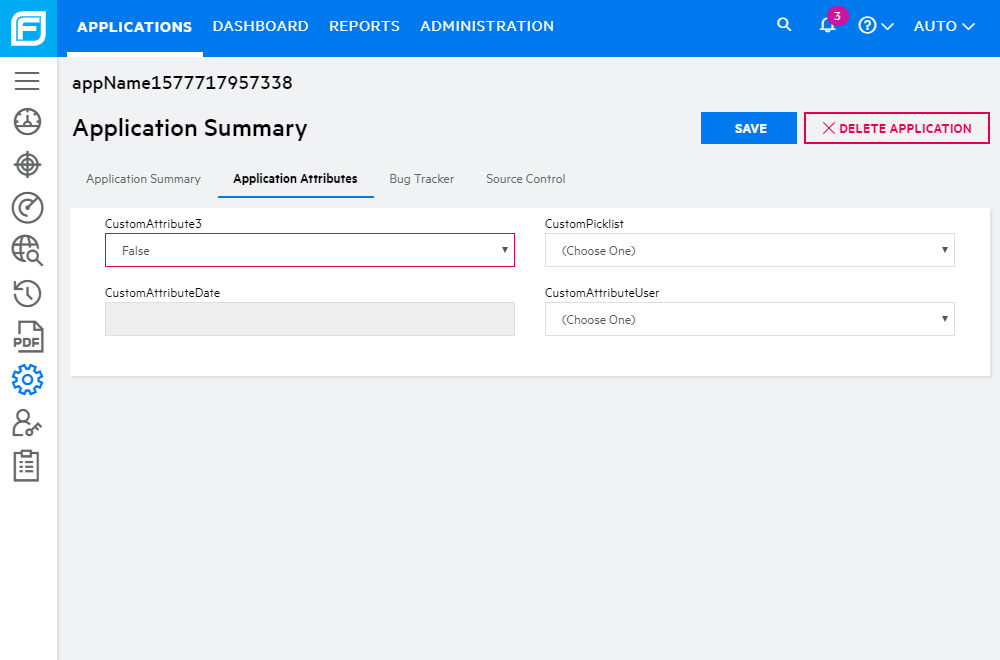 APPLICATIONS DASHBOARD REPORTS ADMINISTRATION 3 AUTO
appName1577717957338
Application Summary SAVE DELETE APPLICATION
Application Summary Application Attributes Bug Tracker Source Control
CustomAttribute3 CustomPicklist
False (Choose One)
CustomAttributeDate CustomAttributeUser
(Choose One)
PDF